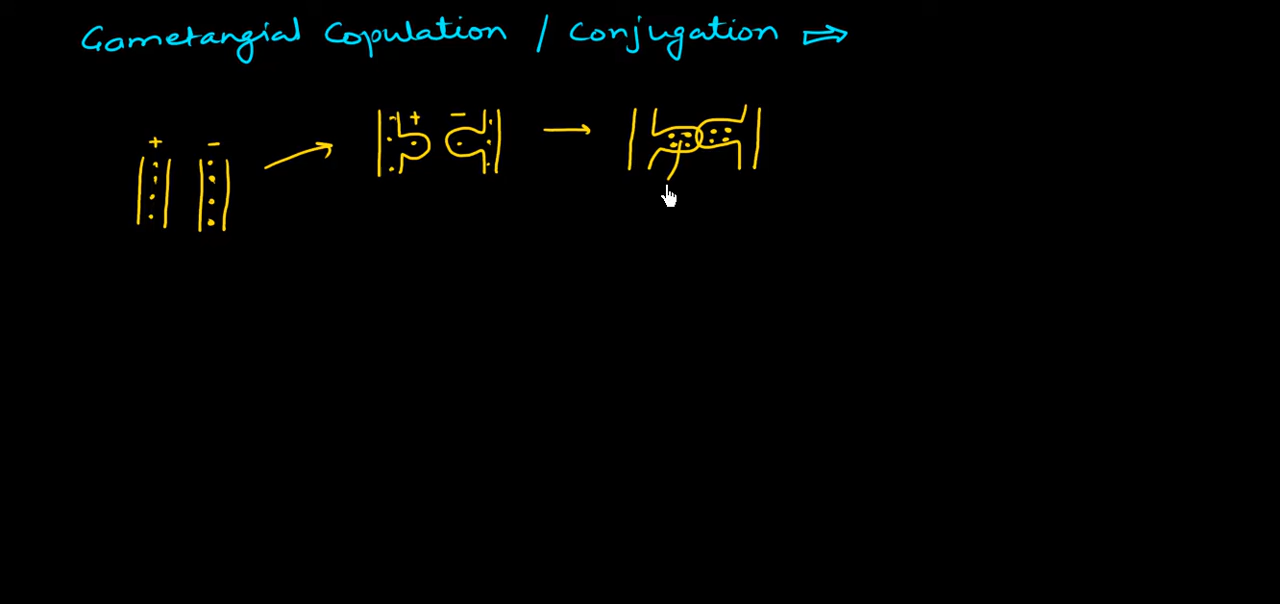 Gametangial Copulation / Conjugation ⇒
+ -
+ -